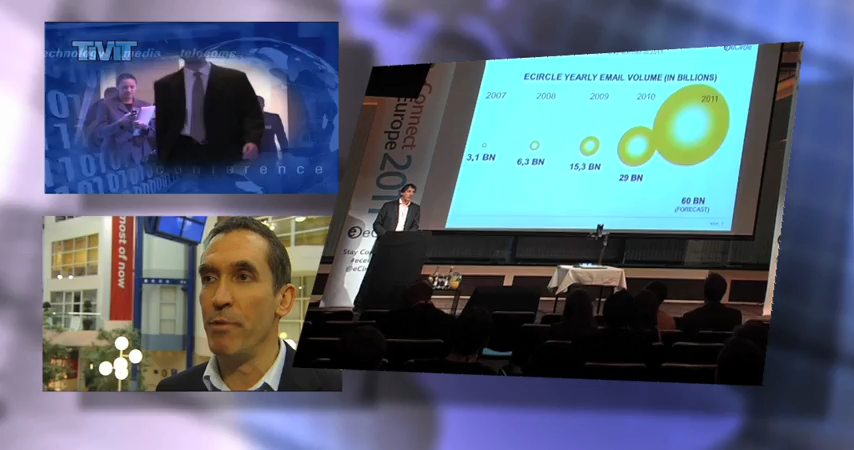 technology media telecoms
TMT
conference
most of now
eCircle
ECIRCLE YEARLY EMAIL VOLUME (IN BILLIONS)
2007 2008 2009 2010 2011
3,1 BN 6,3 BN 15,3 BN 29 BN 60 BN
(FORECAST)
Connect
Europe 2011